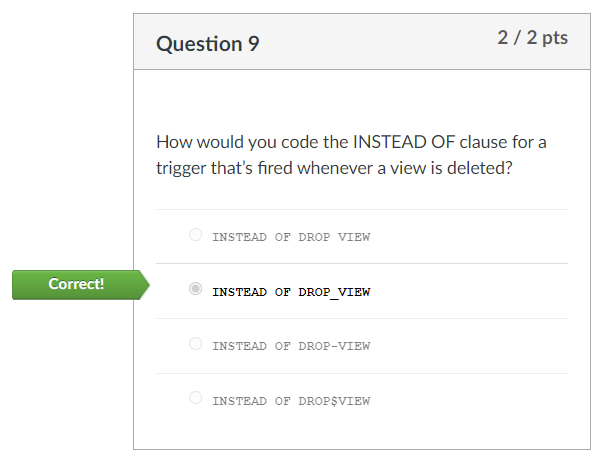 Question 9
2 / 2 pts
How would you code the INSTEAD OF clause for a
trigger that’s fired whenever a view is deleted?
INSTEAD OF DROP VIEW
Correct!
INSTEAD OF DROP_VIEW
INSTEAD OF DROP-VIEW
INSTEAD OF DROP$VIEW